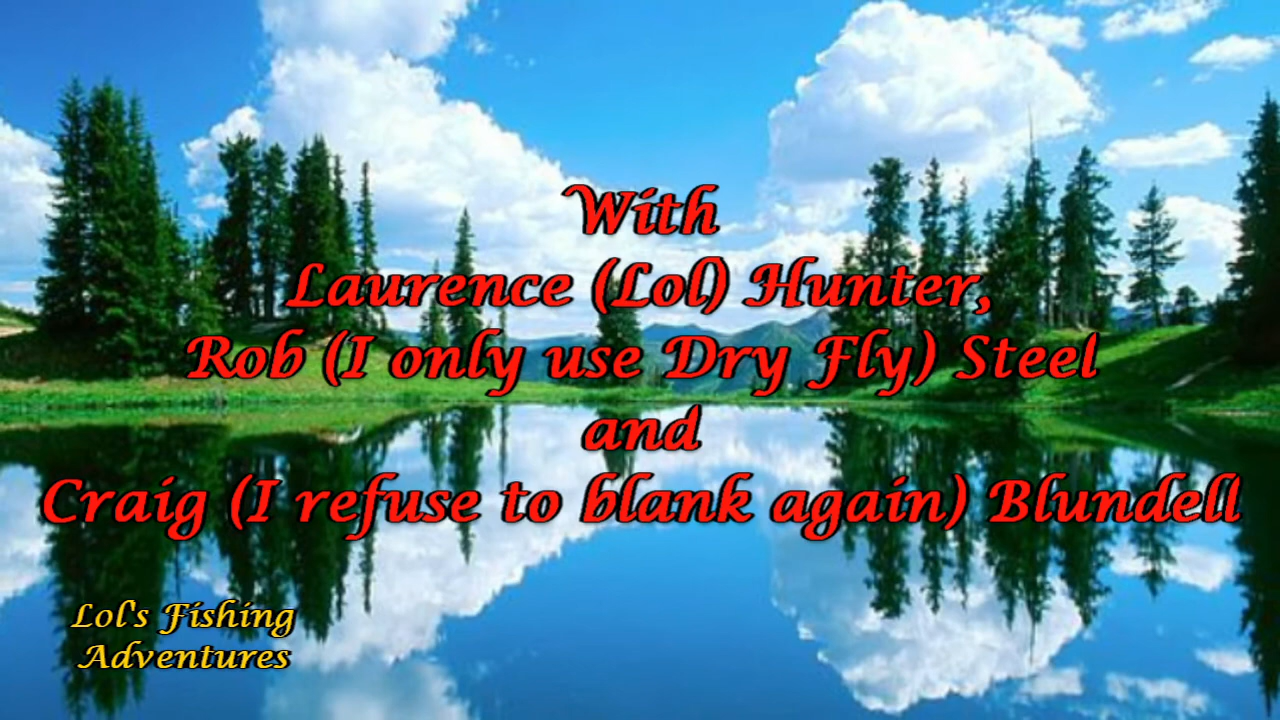 With
Laurence (Lol) Hunter,
Rob (I only use Dry Fly) Steel
and
Craig (I refuse to blank again) Blundell
Lol's Fishing
Adventures